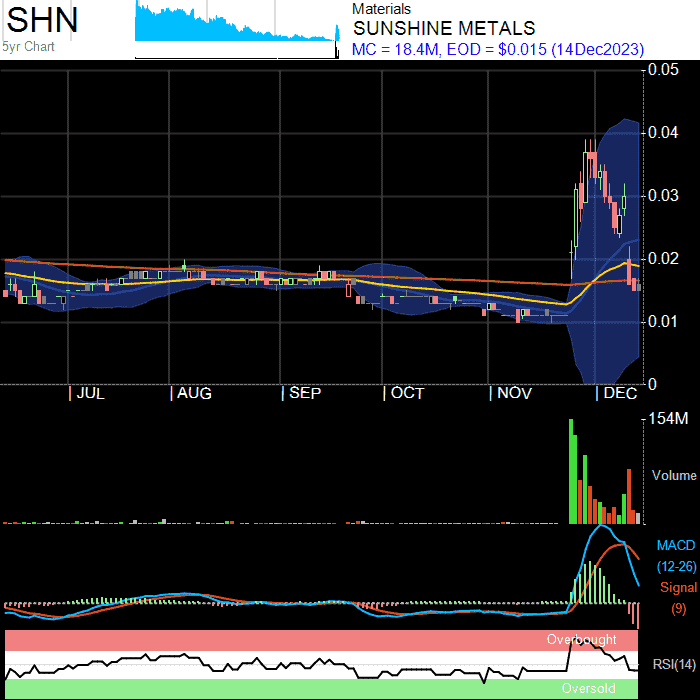 SHN
5yr Chart
Materials
SUNSHINE METALS
MC = 18.4M, EOD = $0.015 (14Dec2023)
0.05
0.04
0.03
0.02
0.01
0
JUL AUG SEP OCT NOV DEC
154M
Volume
MACD
(12-26)
Signal
(9)
Overbought
RSI(14)
Oversold